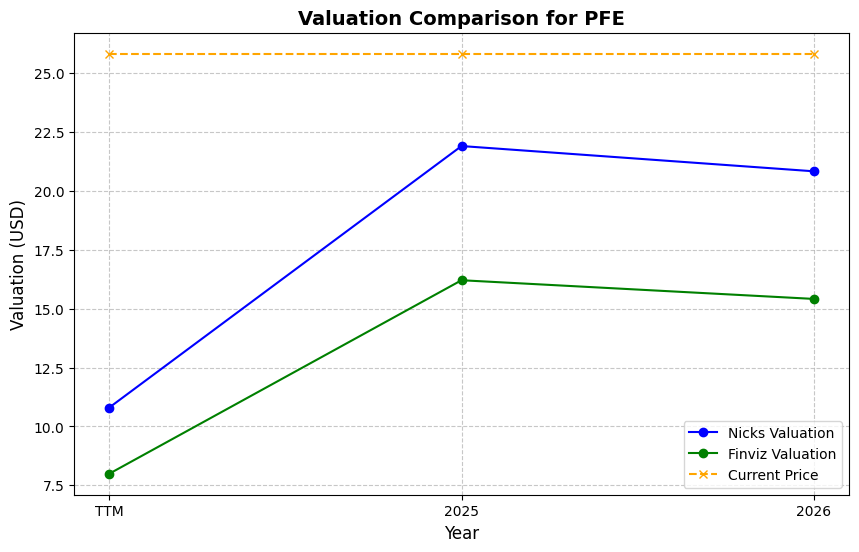 Valuation Comparison for PFE
Valuation (USD)
25.0
22.5
20.0
17.5
15.0
12.5
10.0
7.5
TTM
2025
2026
Year
Nicks Valuation
Finviz Valuation
Current Price